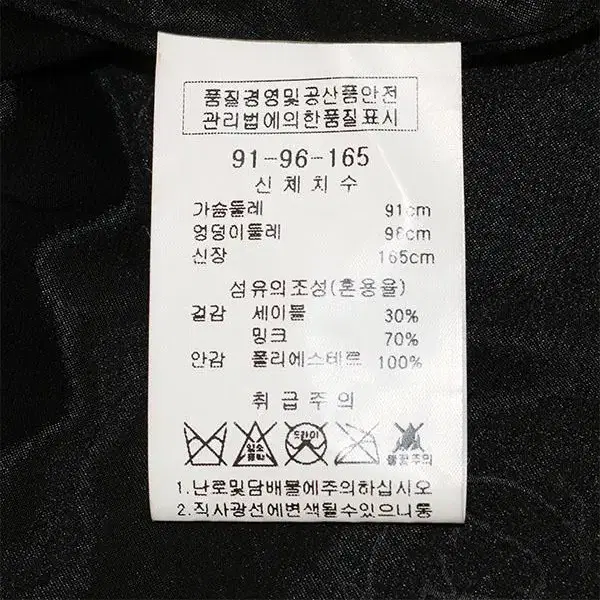 품질경영및공산품안전
관리법에의한품질표시
91-96-165
신체치수
가슴둘레 91cm
엉덩이둘레 96cm
신장 165cm
섬유의조성(혼용율)
겉감 세이블 30%
밍크 70%
안감 폴리에스테르 100%
취급주의
염소표백 드라이
1.난로및담배불에주의하십시오
2.직사광선에변색될수있으니통